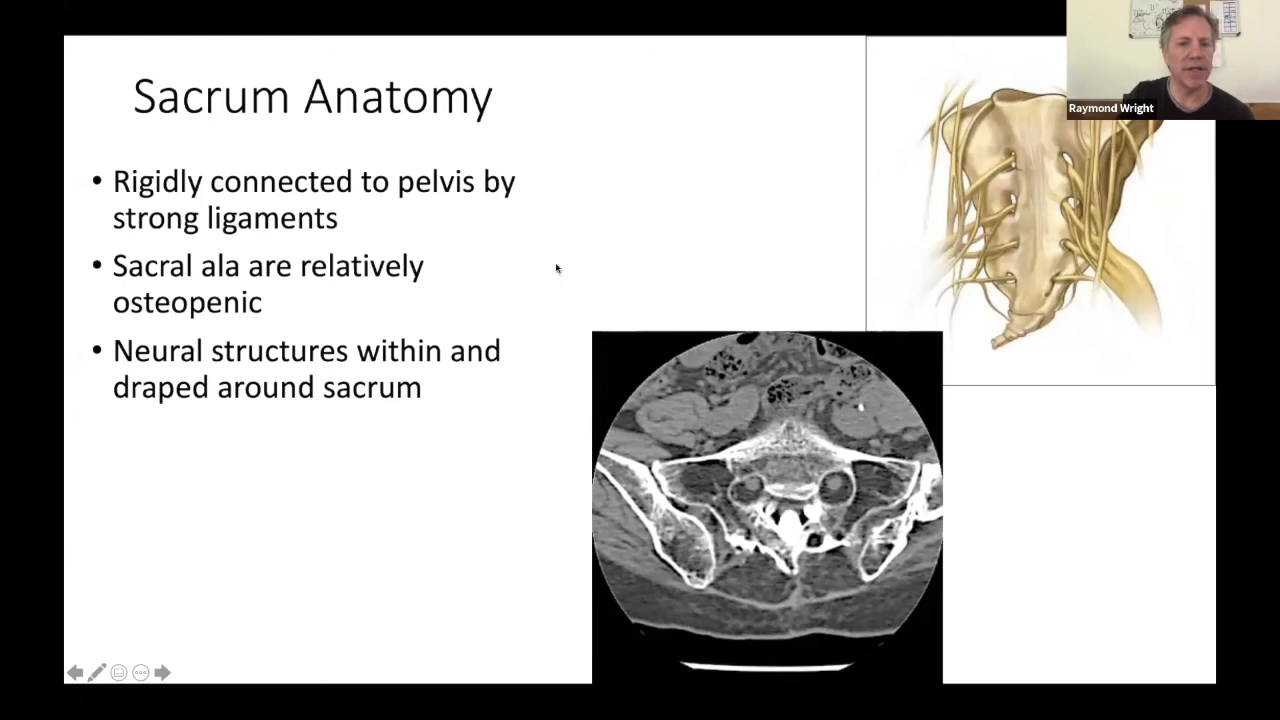 Sacrum Anatomy
• Rigidly connected to pelvis by
strong ligaments
• Sacral ala are relatively
osteopenic
• Neural structures within and
draped around sacrum
Raymond Wright